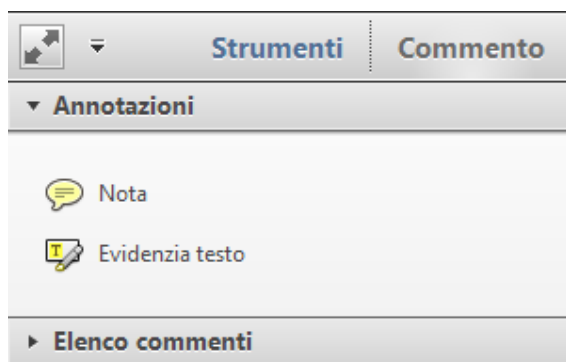 Strumenti Commento
Annotazioni
Nota
T
Evidenzia testo
Elenco commenti